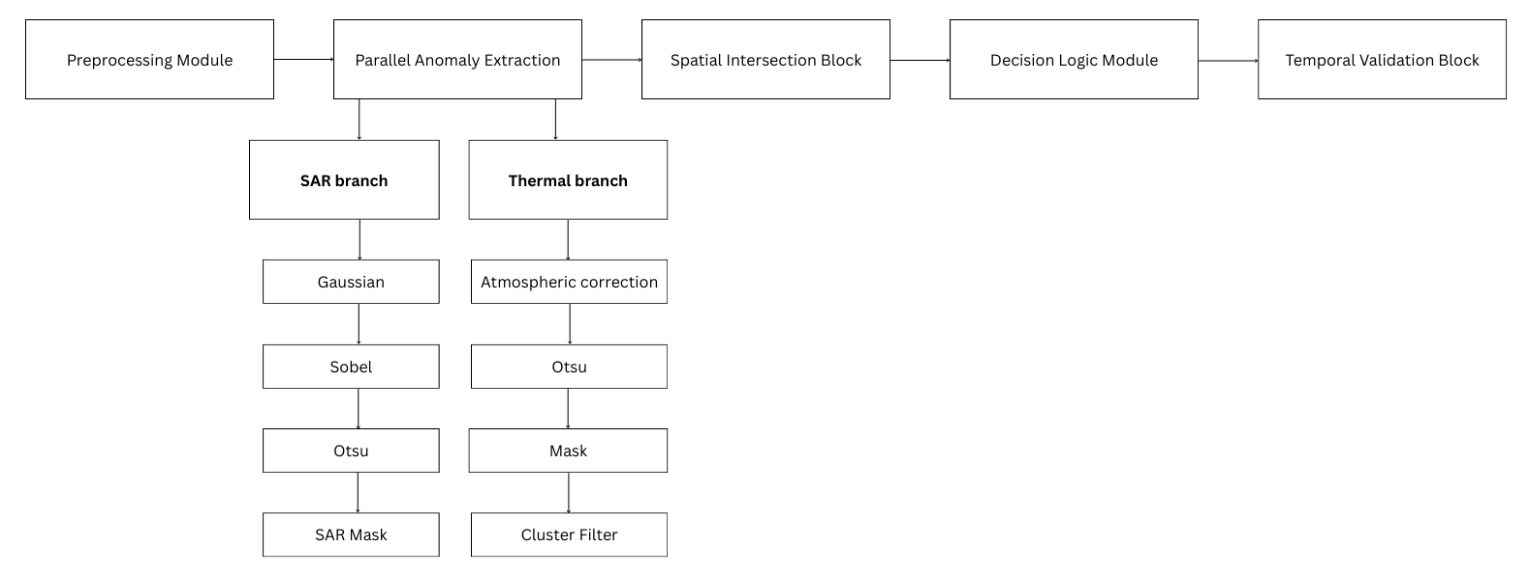 Preprocessing Module
Parallel Anomaly Extraction
Spatial Intersection Block
Decision Logic Module
Temporal Validation Block
SAR branch
Gaussian
Sobel
Otsu
SAR Mask
Thermal branch
Atmospheric correction
Otsu
Mask
Cluster Filter